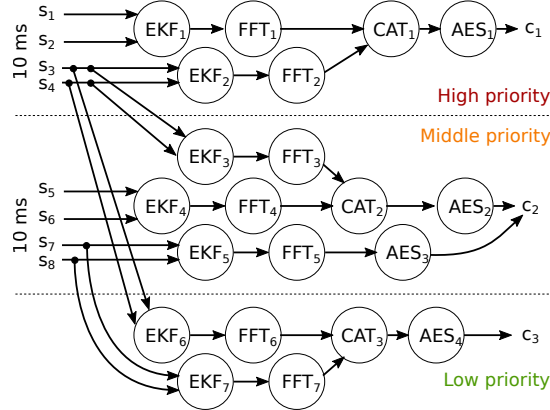 10 ms
s₁
s₂
s₃
s₄
EKF₁ FFT₁ CAT₁ AES₁ c₁
EKF₂ FFT₂
High priority
Middle priority
EKF₃ FFT₃
10 ms
s₅
s₆
s₇
s₈
EKF₄ FFT₄ CAT₂ AES₂ c₂
EKF₅ FFT₅ AES₃
EKF₆ FFT₆ CAT₃ AES₄ c₃
EKF₇ FFT₇
Low priority